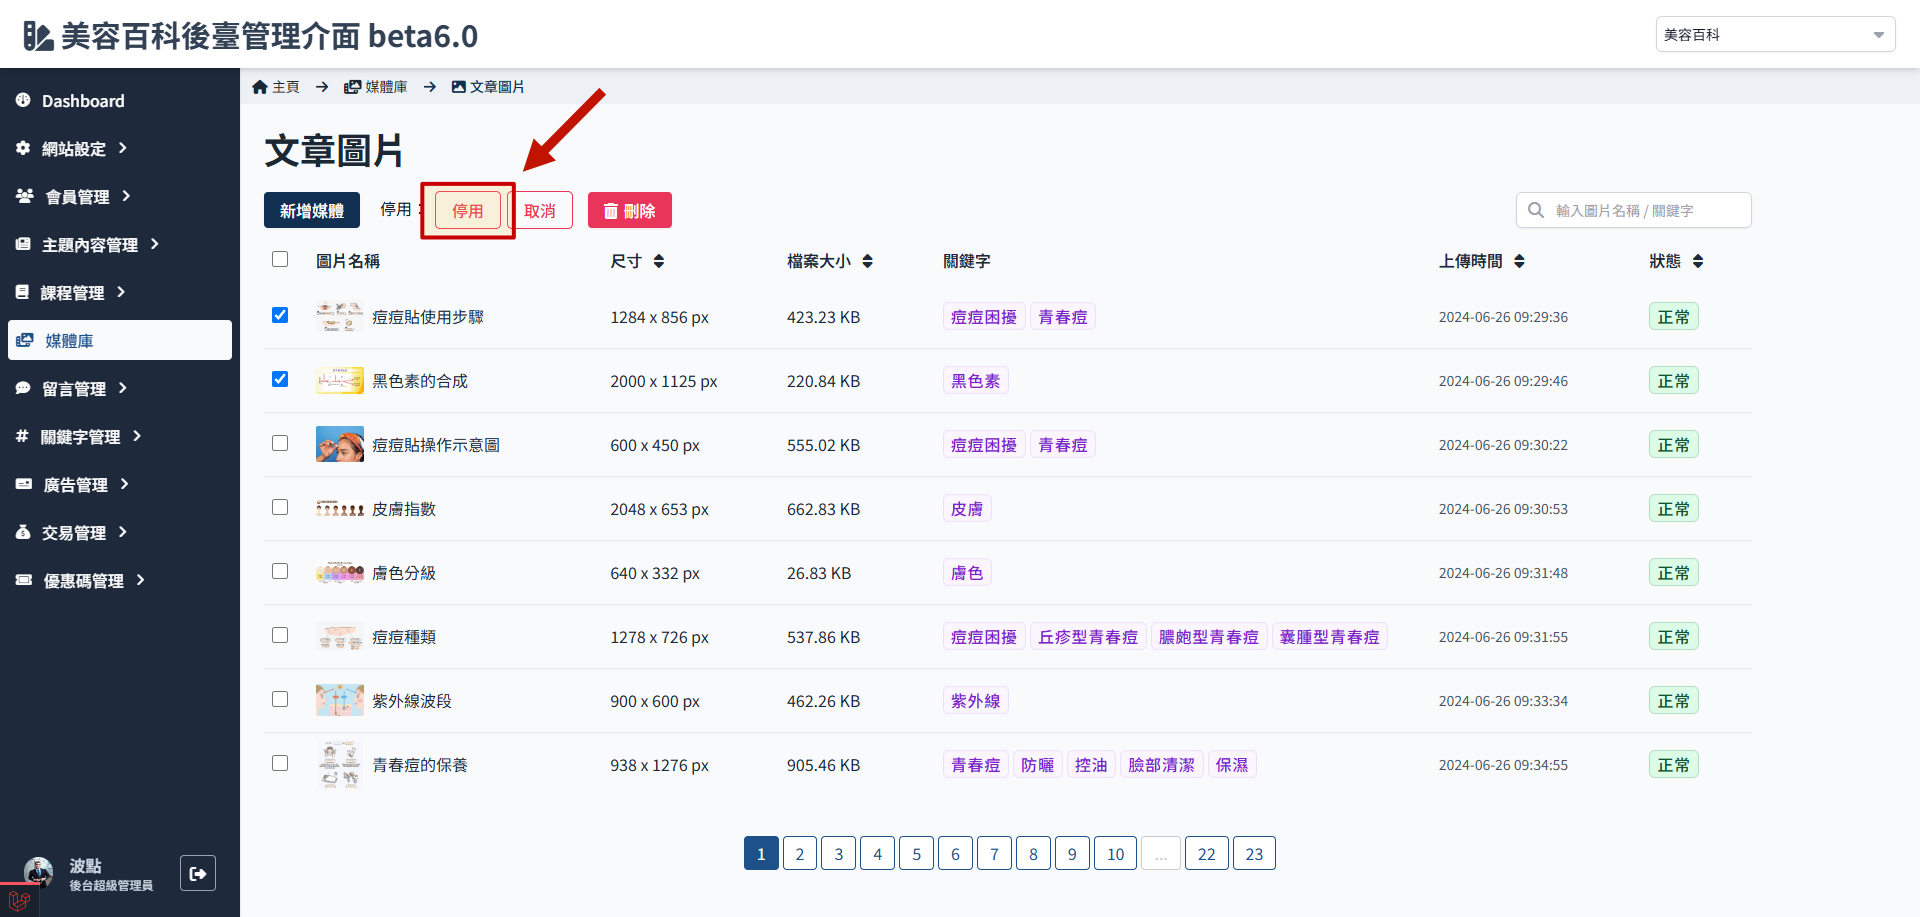 美容百科後臺管理介面 beta6.0
美容百科
主頁 → 媒體庫 → 文章圖片
Dashboard
網站設定
會員管理
主題內容管理
課程管理
媒體庫
留言管理
# 關鍵字管理
廣告管理
交易管理
優惠碼管理
波點
後台超級管理員
文章圖片
新增媒體 停用 : 停用 取消 刪除
輸入圖片名稱 / 關鍵字
圖片名稱 尺寸 檔案大小 關鍵字 上傳時間 狀態
痘痘貼使用步驟 1284 x 856 px 423.23 KB 痘痘困擾 青春痘 2024-06-26 09:29:36 正常
黑色素的合成 2000 x 1125 px 220.84 KB 黑色素 2024-06-26 09:29:46 正常
痘痘貼操作示意圖 600 x 450 px 555.02 KB 痘痘困擾 青春痘 2024-06-26 09:30:22 正常
皮膚指數 2048 x 653 px 662.83 KB 皮膚 2024-06-26 09:30:53 正常
膚色分級 640 x 332 px 26.83 KB 膚色 2024-06-26 09:31:48 正常
痘痘種類 1278 x 726 px 537.86 KB 痘痘困擾 丘疹型青春痘 膿皰型青春痘 囊腫型青春痘 2024-06-26 09:31:55 正常
紫外線波段 900 x 600 px 462.26 KB 紫外線 2024-06-26 09:33:34 正常
青春痘的保養 938 x 1276 px 905.46 KB 青春痘 防曬 控油 臉部清潔 保濕 2024-06-26 09:34:55 正常
1 2 3 4 5 6 7 8 9 10 ... 22 23